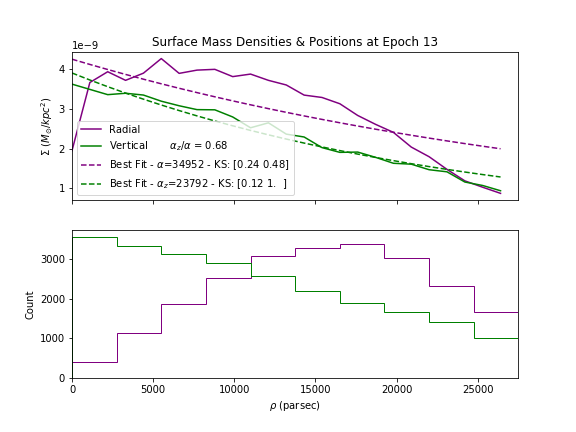 Surface Mass Densities & Positions at Epoch 13
1e−9
4
3
2
1
Σ (M⊙/kpc²)
Radial
Vertical αz/α = 0.68
Best Fit - α=34952 - KS: [0.24 0.48]
Best Fit - αz=23792 - KS: [0.12 1. ]
3000
2000
1000
0
Count
0 5000 10000 15000 20000 25000
ρ (parsec)